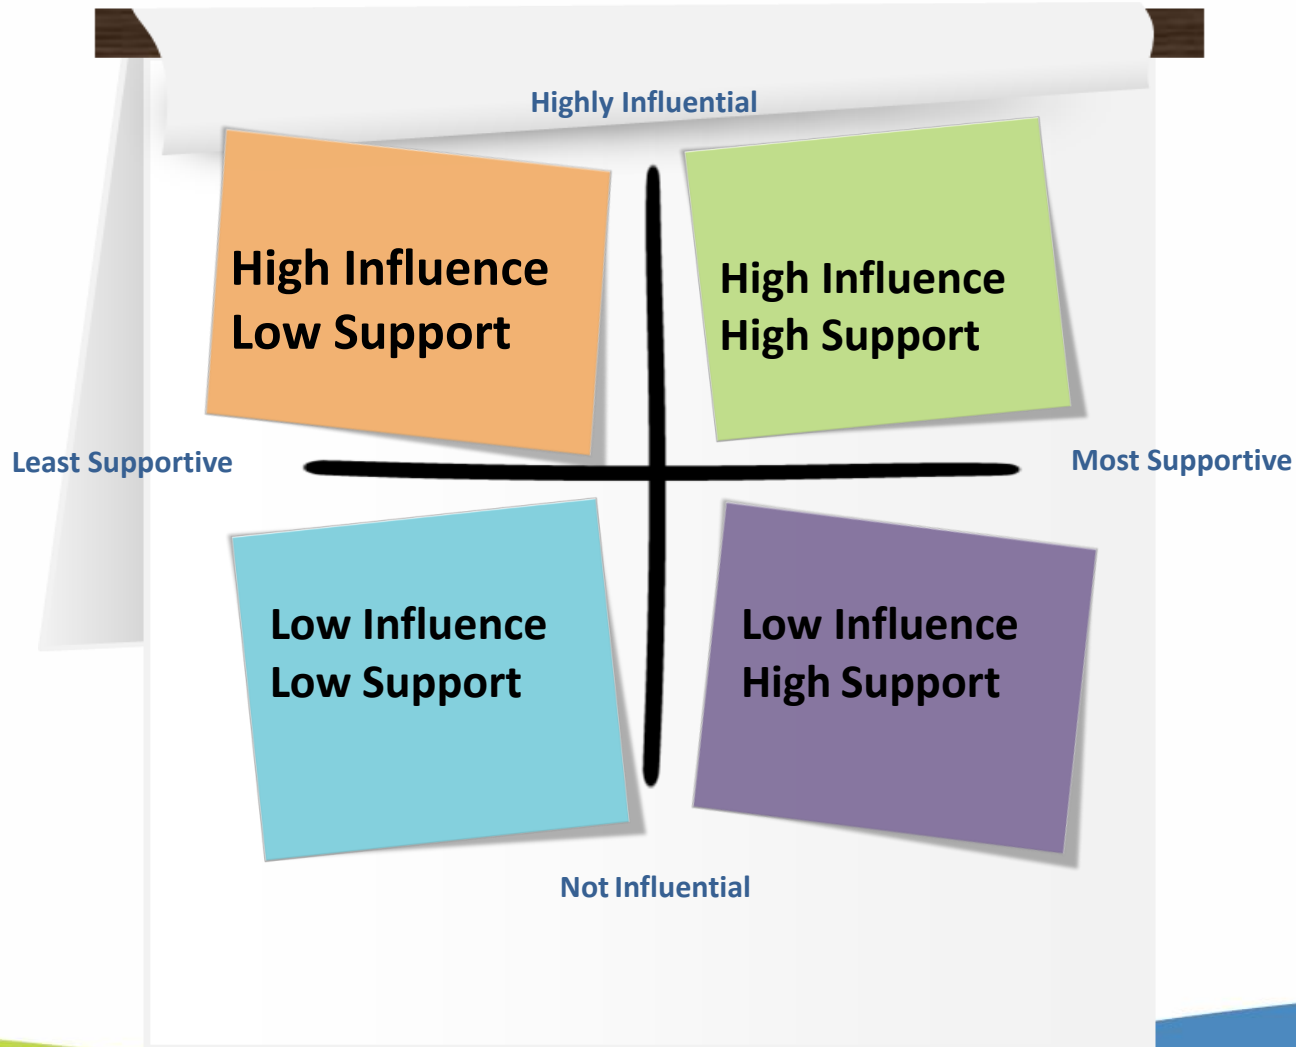 Highly Influential
High Influence
Low Support
High Influence
High Support
Least Supportive
Most Supportive
Low Influence
Low Support
Low Influence
High Support
Not Influential